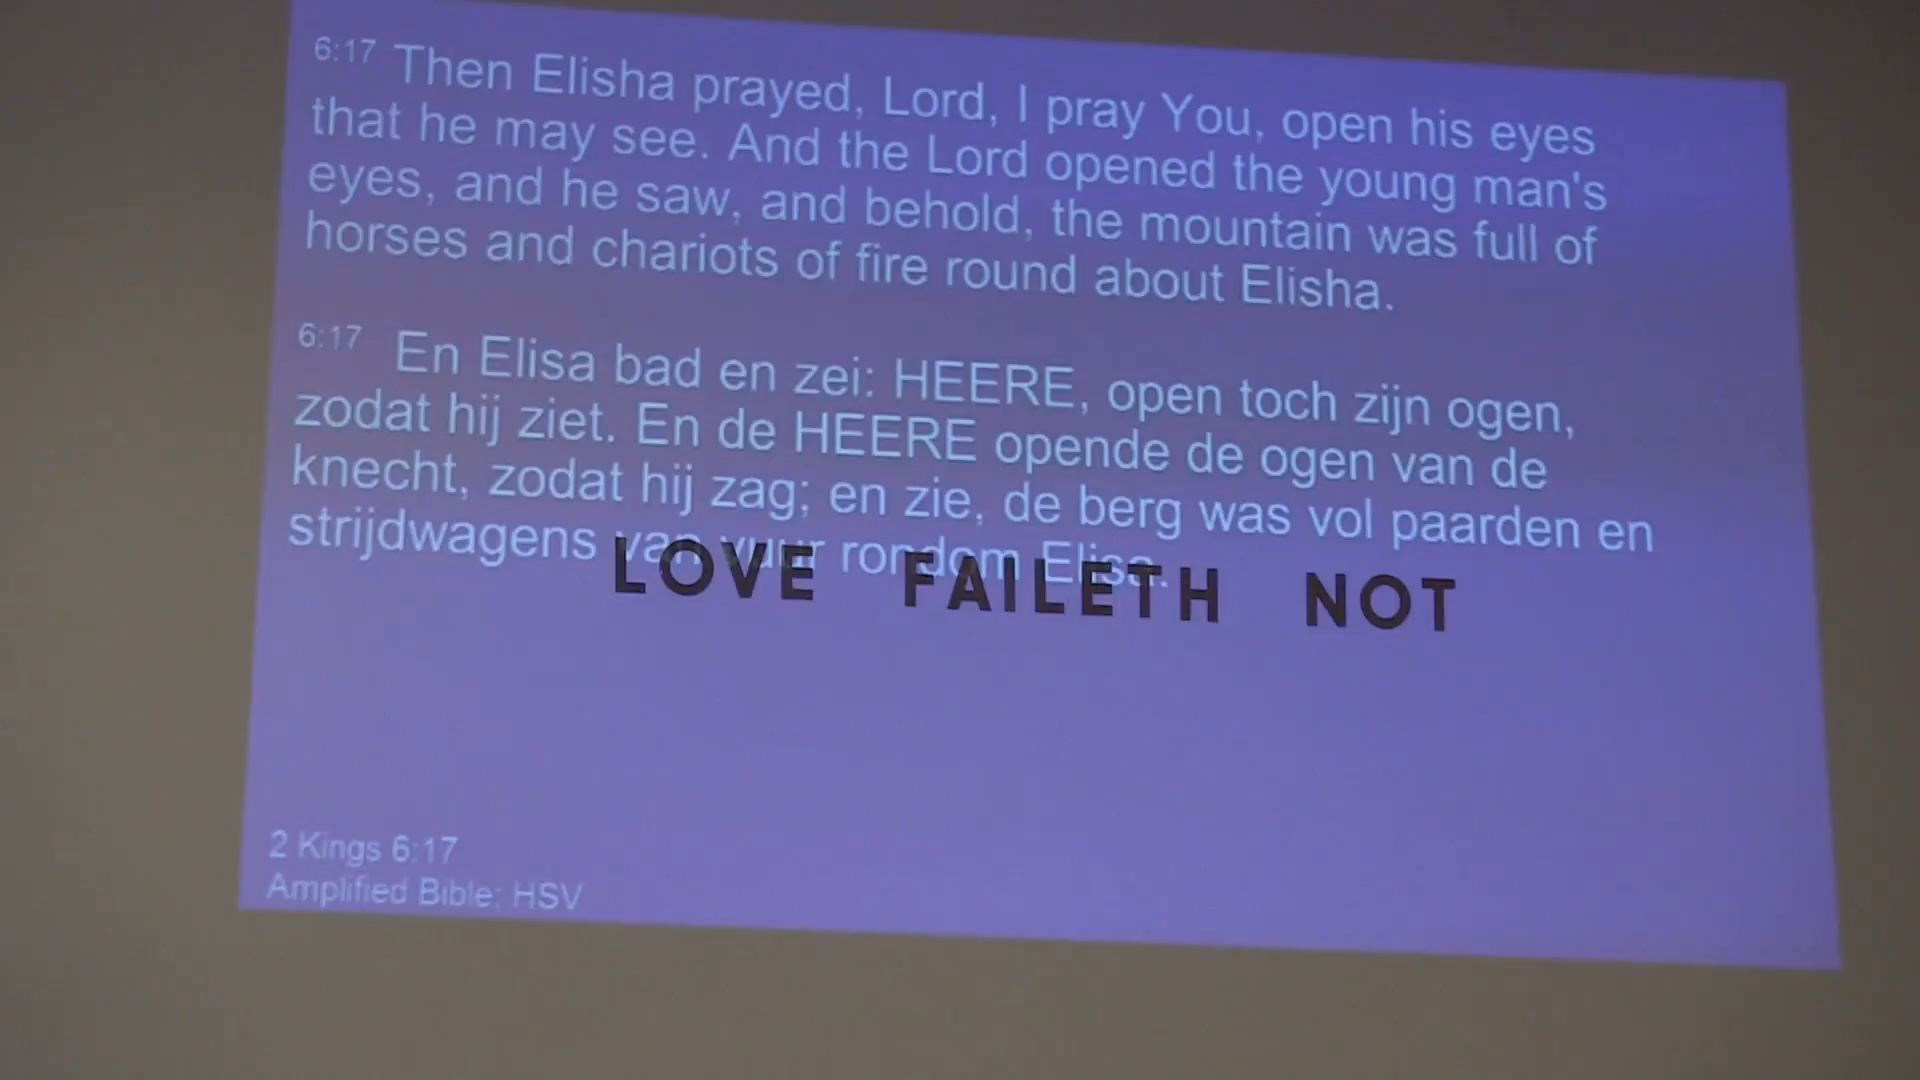 6:17 Then Elisha prayed, Lord, I pray You, open his eyes
that he may see. And the Lord opened the young man's
eyes, and he saw, and behold, the mountain was full of
horses and chariots of fire round about Elisha.
6:17 En Elisa bad en zei: HEERE, open toch zijn ogen,
zodat hij ziet. En de HEERE opende de ogen van de
knecht, zodat hij zag; en zie, de berg was vol paarden en
strijdwagens van vuur rondom Elisa.
LOVE FAILETH NOT
2 Kings 6:17
Amplified Bible; HSV